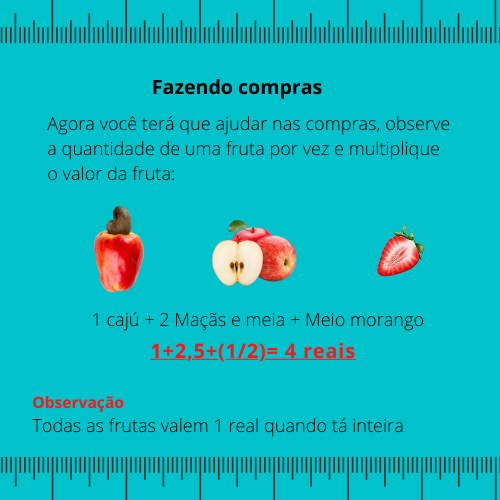 Fazendo compras
Agora você terá que ajudar nas compras, observe
a quantidade de uma fruta por vez e multiplique
o valor da fruta:
1 cajú + 2 Maçãs e meia + Meio morango
1+2,5+(1/2)= 4 reais
Observação
Todas as frutas valem 1 real quando tá inteira